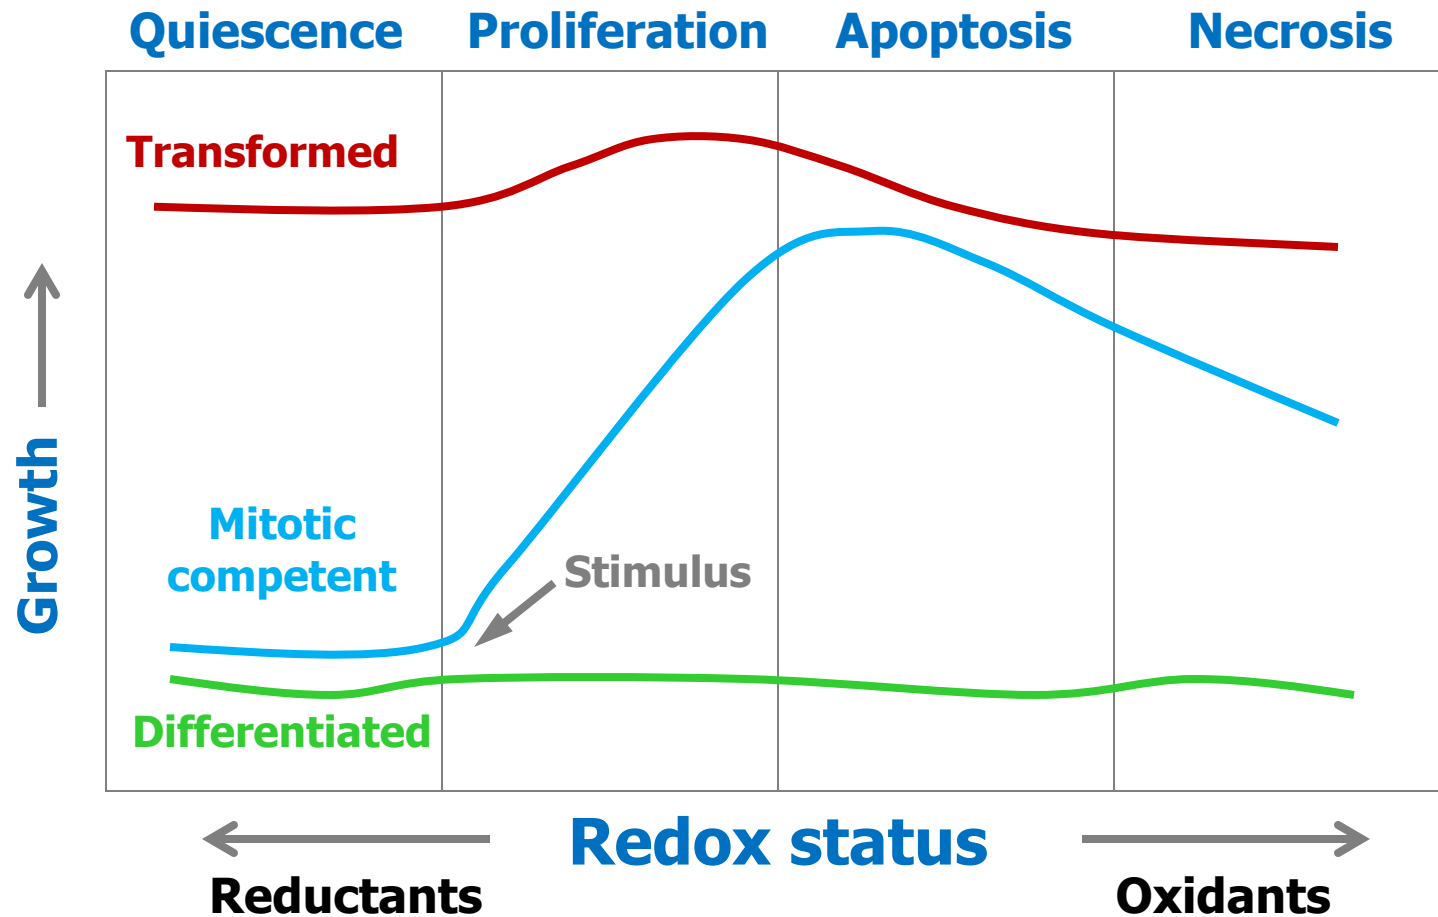 Quiescence Proliferation Apoptosis Necrosis
Transformed
Growth
Mitotic
competent
Stimulus
Differentiated
Redox status
Reductants
Oxidants